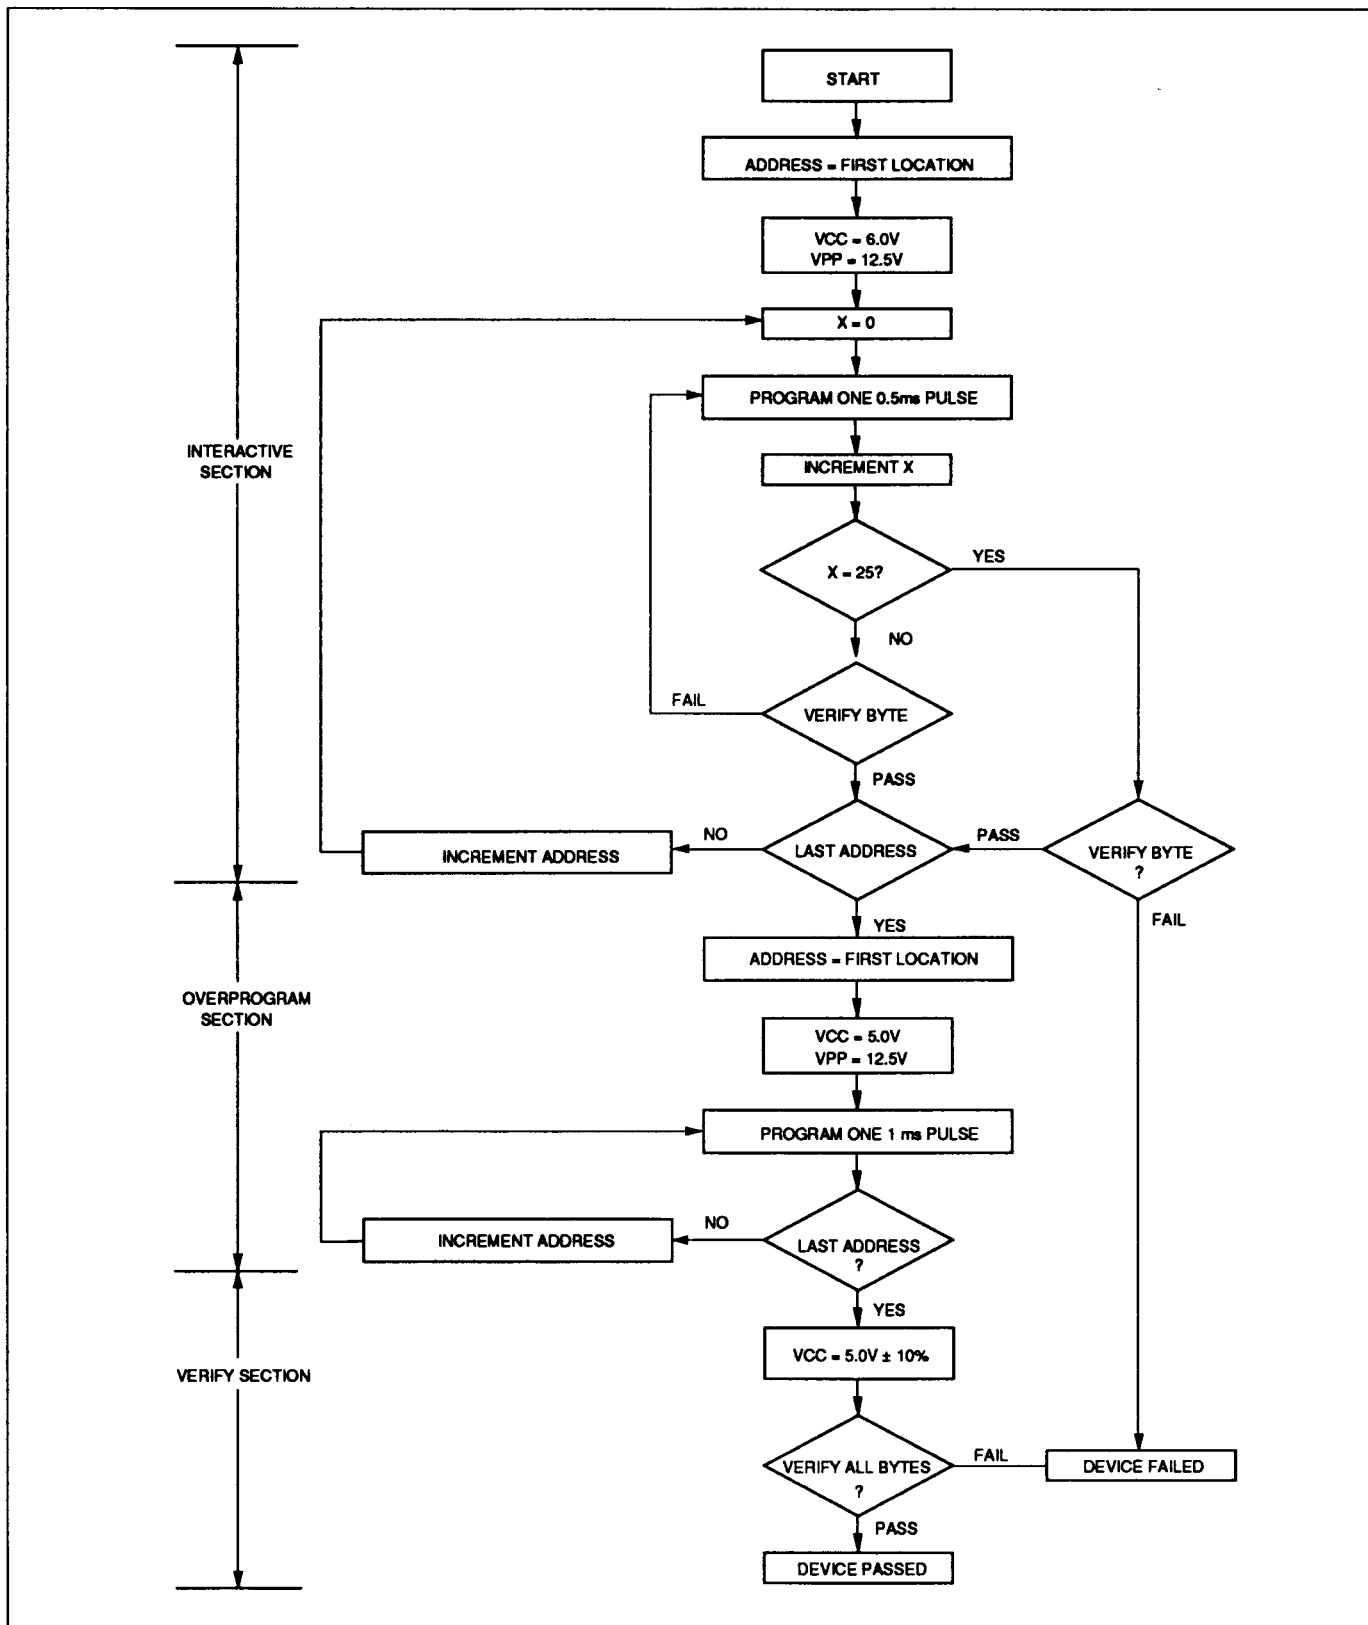 START
ADDRESS = FIRST LOCATION
VCC = 6.0V
VPP = 12.5V
X = 0
PROGRAM ONE 0.5ms PULSE
INTERACTIVE
SECTION
INCREMENT X
X = 25?
YES
NO
FAIL
VERIFY BYTE
PASS
INCREMENT ADDRESS
NO
LAST ADDRESS
PASS
VERIFY BYTE
?
FAIL
YES
ADDRESS = FIRST LOCATION
OVERPROGRAM
SECTION
VCC = 5.0V
VPP = 12.5V
PROGRAM ONE 1 ms PULSE
INCREMENT ADDRESS
NO
LAST ADDRESS
?
YES
VERIFY SECTION
VCC = 5.0V ± 10%
VERIFY ALL BYTES
?
FAIL
DEVICE FAILED
PASS
DEVICE PASSED